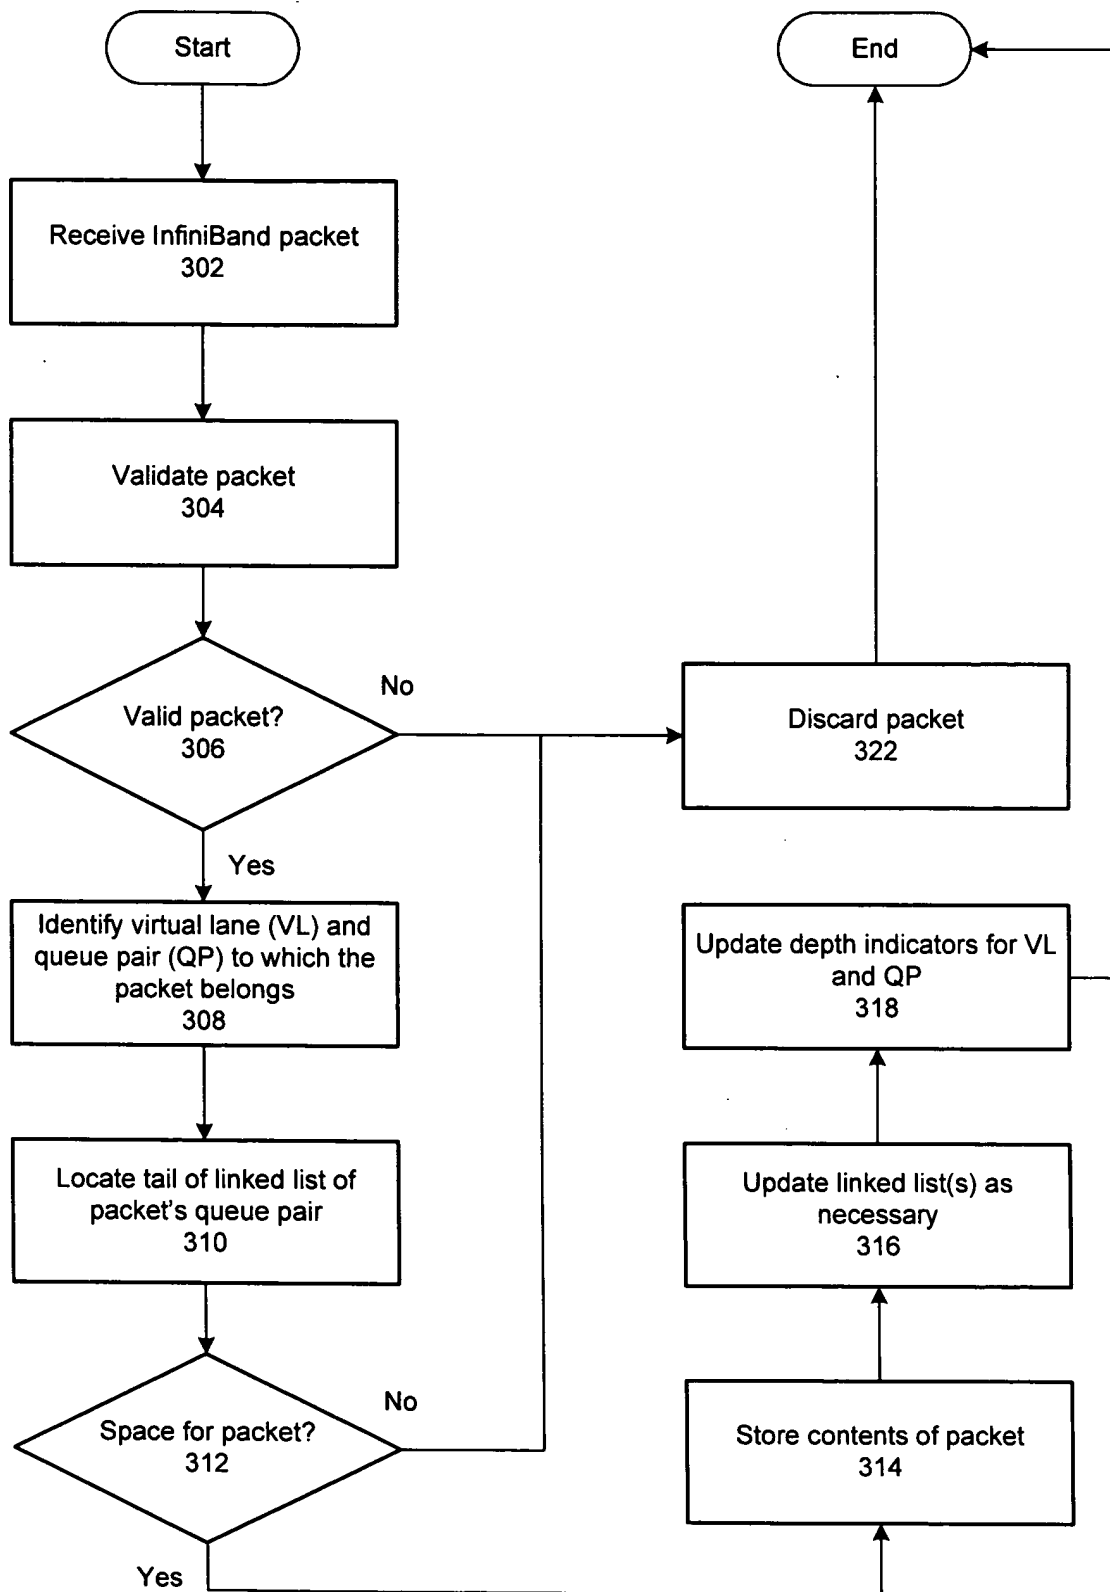 Start
Receive InfiniBand packet
302
Validate packet
304
Valid packet?
306
No
Yes
Identify virtual lane (VL) and
queue pair (QP) to which the
packet belongs
308
Locate tail of linked list of
packet's queue pair
310
Space for packet?
312
No
Yes
End
Discard packet
322
Update depth indicators for VL
and QP
318
Update linked list(s) as
necessary
316
Store contents of packet
314